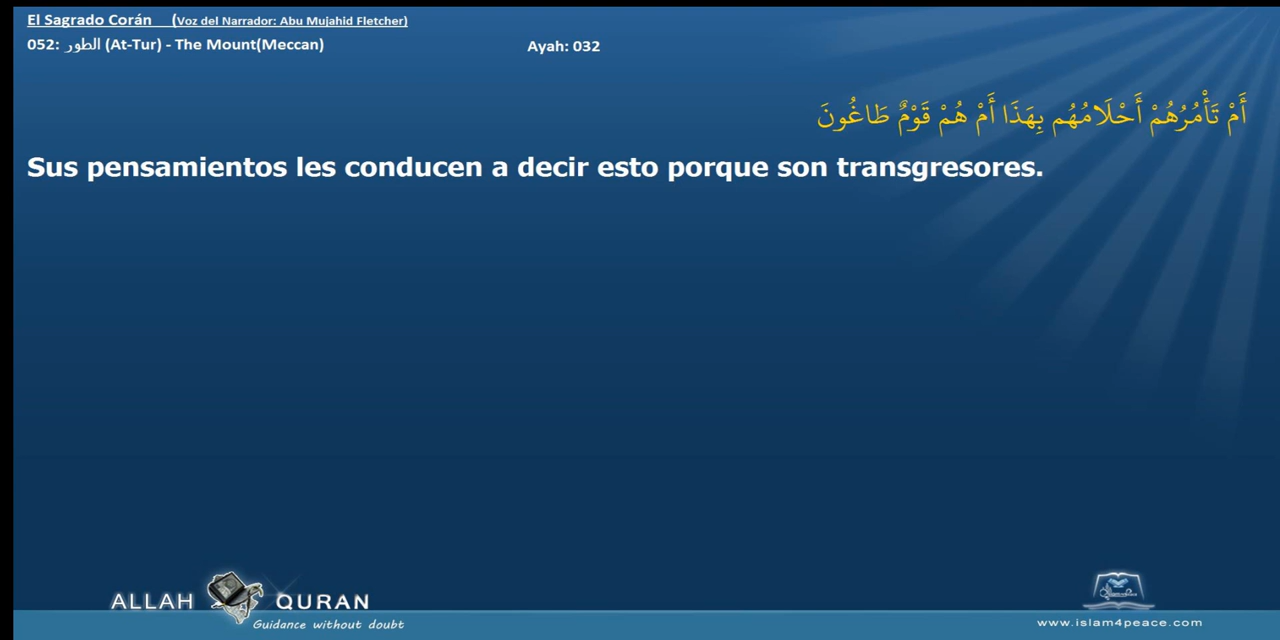 El Sagrado Corán (Voz del Narrador: Abu Mujahid Fletcher)
052: الطور (At-Tur) - The Mount(Meccan)
Ayah: 032
أَمْ تَأْمُرُهُمْ أَحْلَامُهُم بِهَذَا أَمْ هُمْ قَوْمٌ طَاغُونَ
Sus pensamientos les conducen a decir esto porque son transgresores.
ALLAH QURAN
Guidance without doubt
www.islam4peace.com